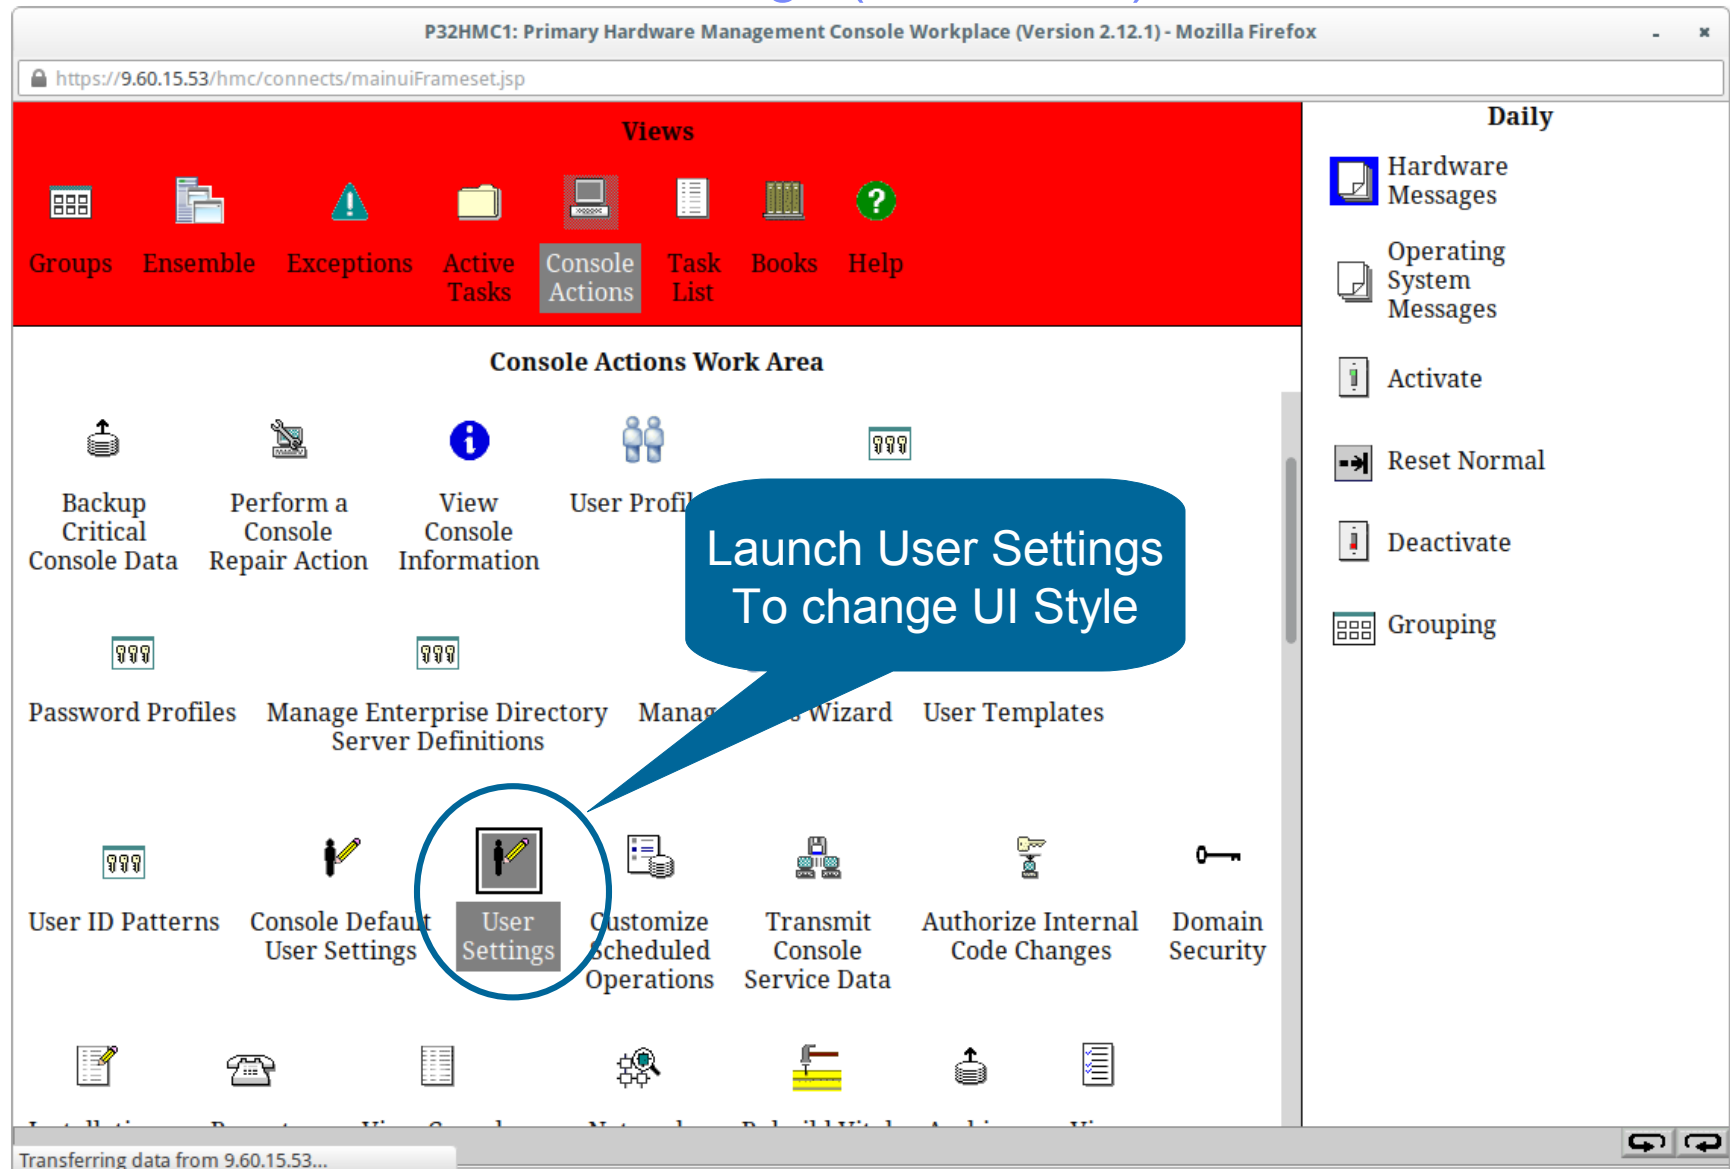 P32HMC1: Primary Hardware Management Console Workplace (Version 2.12.1) - Mozilla Firefox
https://9.60.15.53/hmc/connects/mainuiFrameset.jsp
Views
Groups
Ensemble
Exceptions
Active
Tasks
Console
Actions
Task
List
Books
Help
Console Actions Work Area
Backup
Critical
Console Data
Perform a
Console
Repair Action
View
Console
Information
User Profil
Launch User Settings
To change UI Style
Password Profiles
Manage Enterprise Directory
Server Definitions
Manag s Wizard
User Templates
User ID Patterns
Console Default
User Settings
User
Settings
Customize
Scheduled
Operations
Transmit
Console
Service Data
Authorize Internal
Code Changes
Domain
Security
Transferring data from 9.60.15.53...
Daily
Hardware
Messages
Operating
System
Messages
Activate
Reset Normal
Deactivate
Grouping